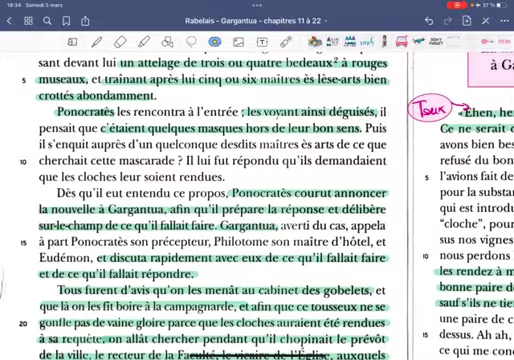 19:34 Samedi 5 mars
37 %
Rabelais - Gargantua - chapitres 11 à 22
sant devant lui un attelage de trois ou quatre bedeaux² à rouges
5 museaux, et traînant après lui cinq ou six maîtres ès lèse-arts bien
crottés abondamment.
Ponocratès les rencontra à l'entrée ; les voyant ainsi déguisés, il
pensait que c'étaient quelques masques hors de leur bon sens. Puis
il s'enquit auprès d'un quelconque desdits maîtres ès arts de ce que
10 cherchait cette mascarade ? Il lui fut répondu qu'ils demandaient
que les cloches leur soient rendues.
Dès qu'il eut entendu ce propos, Ponocratès courut annoncer
la nouvelle à Gargantua, afin qu'il prépare la réponse et délibère
sur-le-champ de ce qu'il fallait faire. Gargantua, averti du cas, appela
15 à part Ponocratès son précepteur, Philotome son maître d'hôtel, et
Eudémon, et discuta rapidement avec eux de ce qu'il fallait faire
et de ce qu'il fallait répondre.
Tous furent d'avis qu'on les menât au cabinet des gobelets, et
que là on les fît boire à la campagnarde, et afin que ce tousseux ne se
20 gonfle pas de vaine gloire parce que les cloches auraient été rendues
à sa requête, on allât chercher pendant qu'il chopinait le prévôt
de la ville, le recteur de la Faculté, le vicaire de l'Église, auxquels
à Ga
Toux
«Ehen, he
Ce ne serait
avons bien bes
refusé du bon
5 l'avions fait de
pour la substan
qui est introdu
"cloche", pour
sus nos vignes
10 nous perdons
les rendez à m
bonne paire d
sauf s'ils ne tie
une paire de c
15 dessus. Ah ah,
ce qui me con